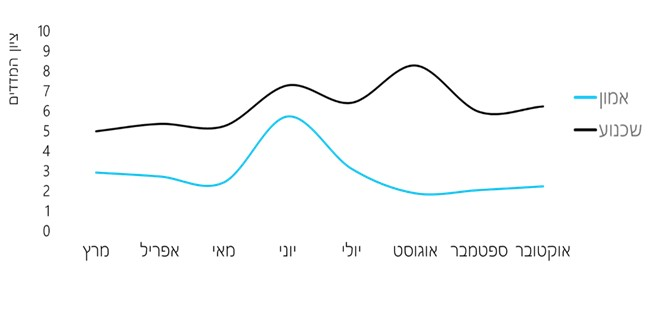 ציון המדדים
10
9
8
7
6
5
4
3
2
1
0
מרץ
אפריל
מאי
יוני
יולי
אוגוסט
ספטמבר
אוקטובר
אמון
שכנוע